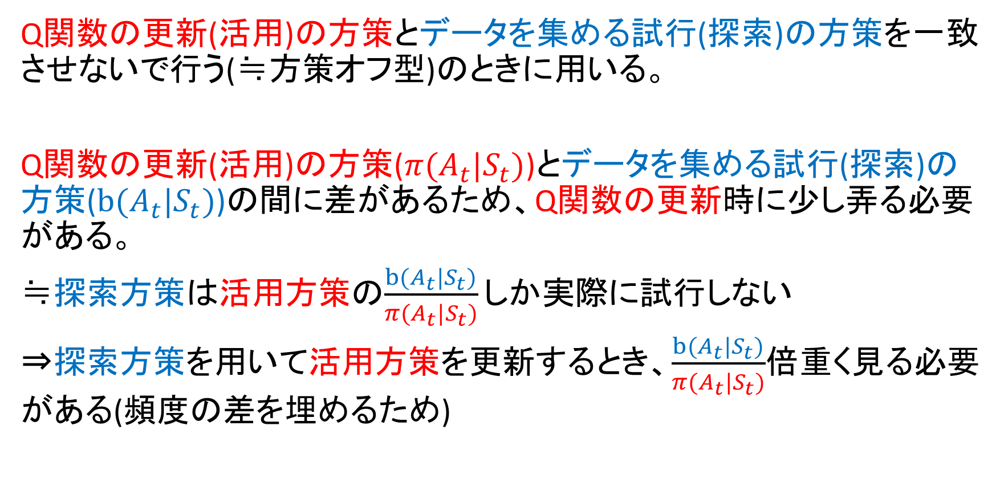 Q関数の更新(活用)の方策とデータを集める試行(探索)の方策を一致
させないで行う(≒方策オフ型)のときに用いる。
Q関数の更新(活用)の方策(π(A_t|S_t))とデータを集める試行(探索)の
方策(b(A_t|S_t))の間に差があるため、Q関数の更新時に少し弄る必要
がある。
≒探索方策は活用方策の\frac{b(A_t|S_t)}{π(A_t|S_t)}しか実際に試行しない
⇒探索方策を用いて活用方策を更新するとき、\frac{b(A_t|S_t)}{π(A_t|S_t)}倍重く見る必要
がある(頻度の差を埋めるため)